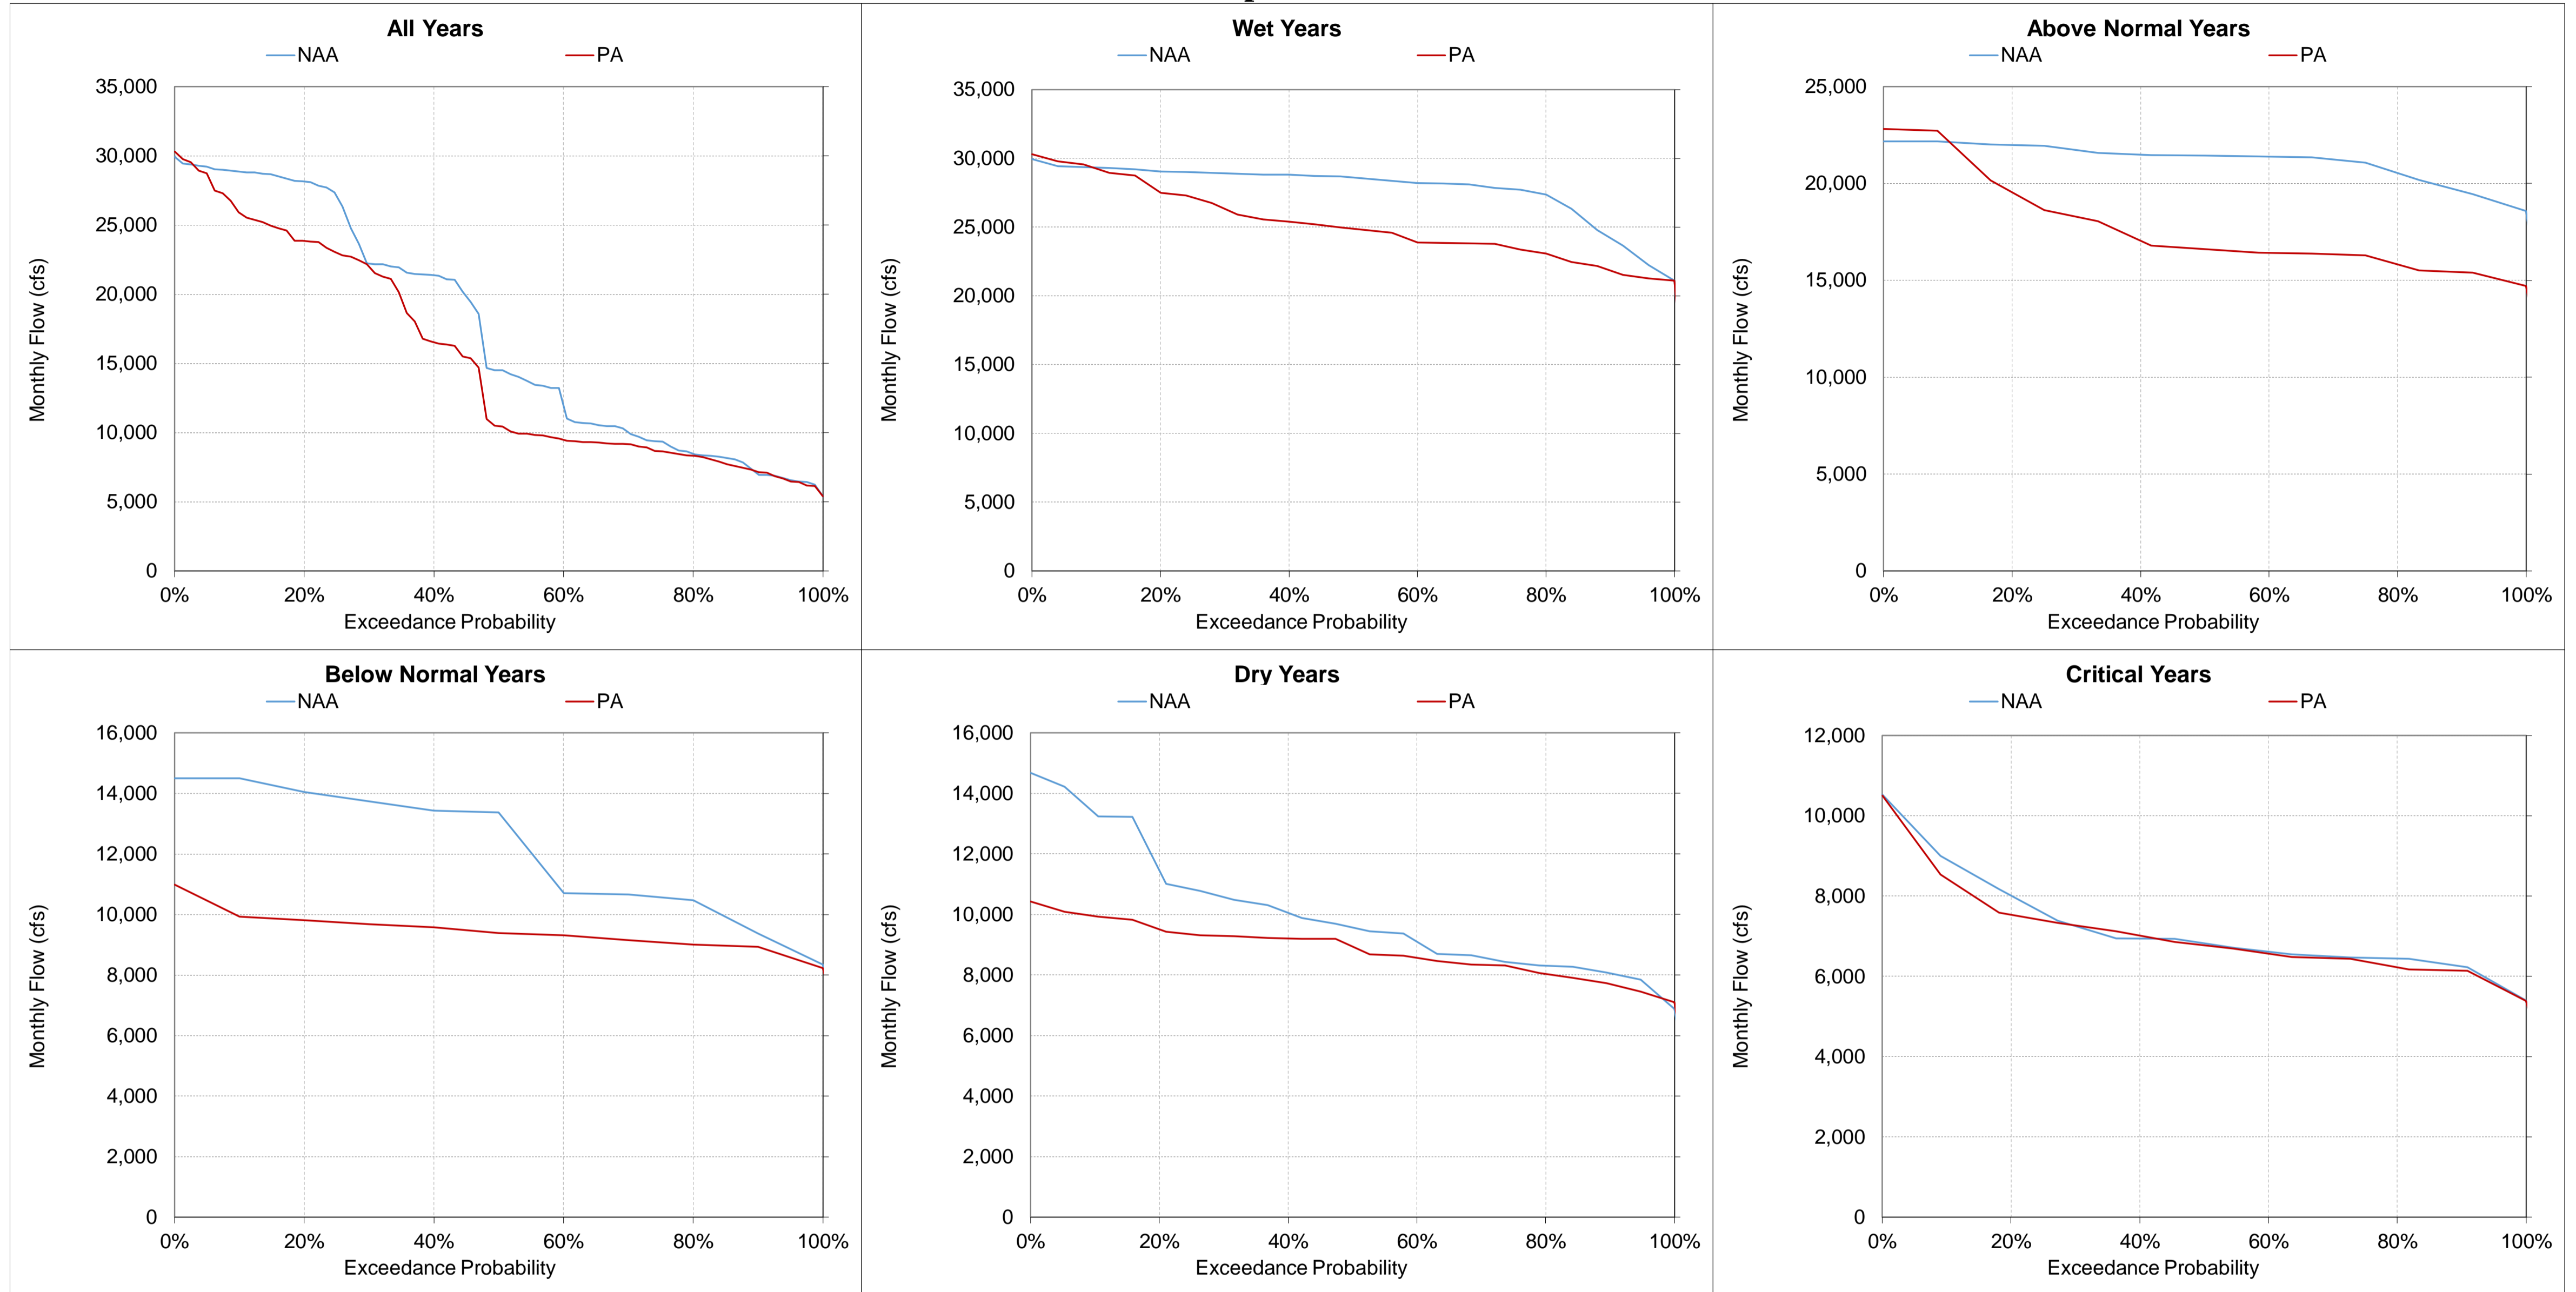 All Years
NAA PA
35,000
30,000
25,000
20,000
15,000
10,000
5,000
0
Monthly Flow (cfs)
0% 20% 40% 60% 80% 100%
Exceedance Probability
Wet Years
NAA PA
35,000
30,000
25,000
20,000
15,000
10,000
5,000
0
Monthly Flow (cfs)
0% 20% 40% 60% 80% 100%
Exceedance Probability
Above Normal Years
NAA PA
25,000
20,000
15,000
10,000
5,000
0
Monthly Flow (cfs)
0% 20% 40% 60% 80% 100%
Exceedance Probability
Below Normal Years
NAA PA
16,000
14,000
12,000
10,000
8,000
6,000
4,000
2,000
0
Monthly Flow (cfs)
0% 20% 40% 60% 80% 100%
Exceedance Probability
Dry Years
NAA PA
16,000
14,000
12,000
10,000
8,000
6,000
4,000
2,000
0
Monthly Flow (cfs)
0% 20% 40% 60% 80% 100%
Exceedance Probability
Critical Years
NAA PA
12,000
10,000
8,000
6,000
4,000
2,000
0
Monthly Flow (cfs)
0% 20% 40% 60% 80% 100%
Exceedance Probability